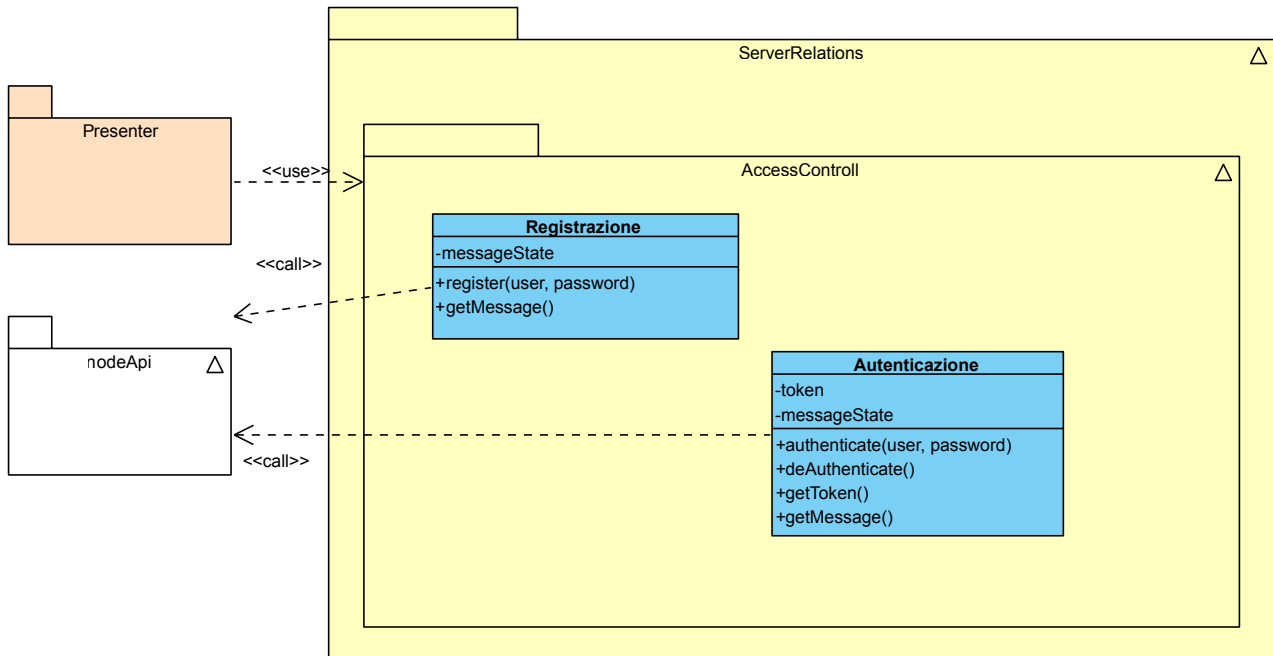 ServerRelations
Presenter
<<use>>
AccessControll
Registrazione
-messageState
+register(user, password)
+getMessage()
<<call>>
nodeApi
Autenticazione
-token
-messageState
+authenticate(user, password)
+deAuthenticate()
+getToken()
+getMessage()
<<call>>